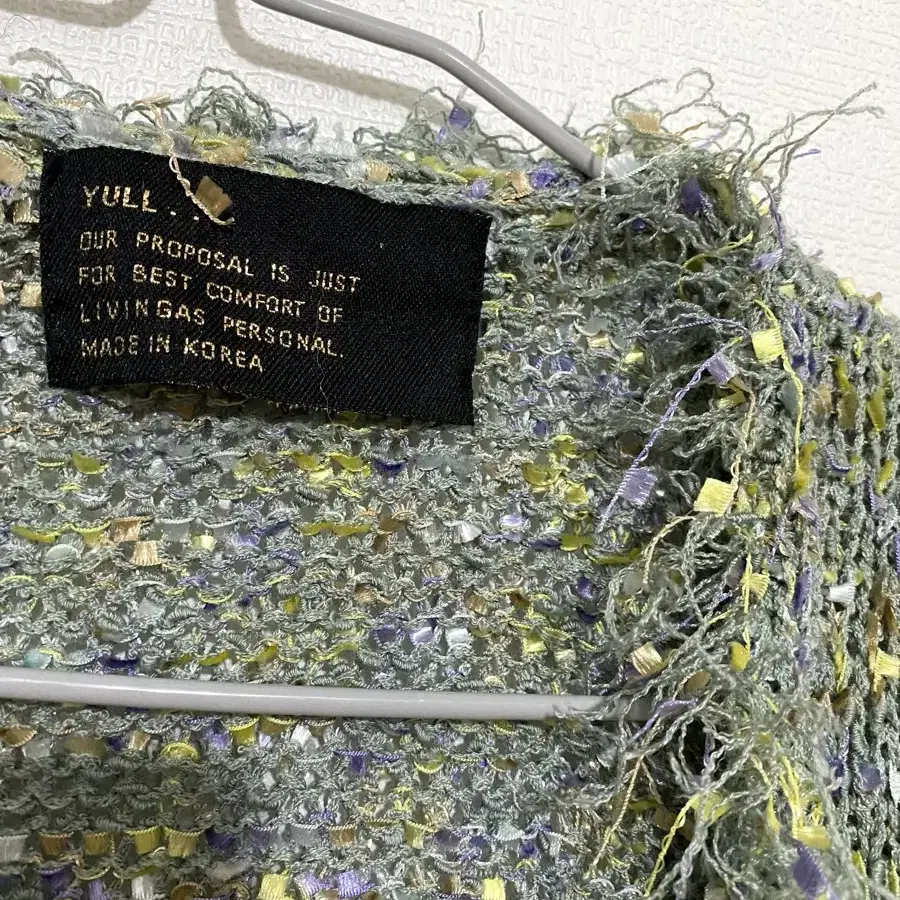 YULL...
OUR PROPOSAL IS JUST
FOR BEST COMFORT OF
LIVINGAS PERSONAL.
MADE IN KOREA